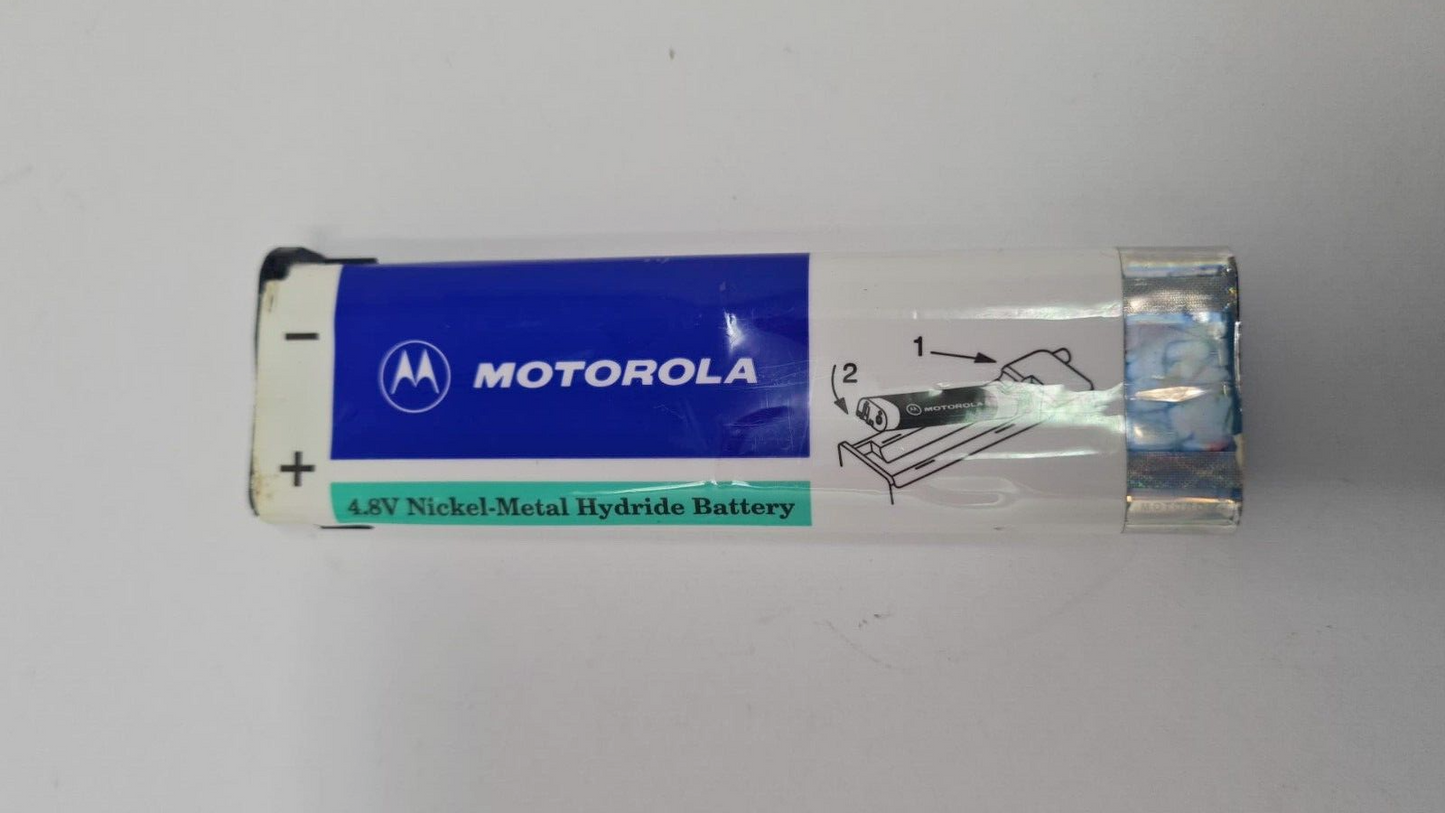 -
+
MOTOROLA
4.8V Nickel-Metal Hydride Battery
1
2
MOTOROLA